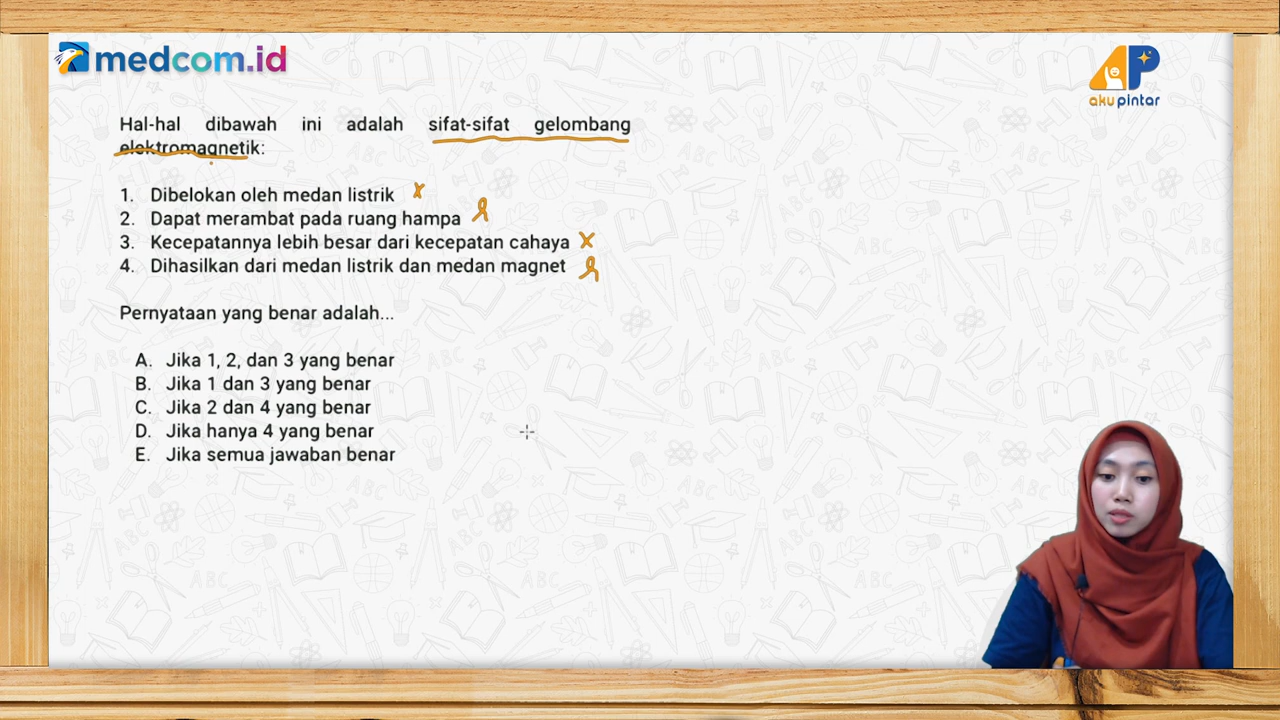 medcom.id
AP
aku pintar
Hal-hal dibawah ini adalah sifat-sifat gelombang
elektromagnetik:
1. Dibelokan oleh medan listrik
2. Dapat merambat pada ruang hampa
3. Kecepatannya lebih besar dari kecepatan cahaya
4. Dihasilkan dari medan listrik dan medan magnet
Pernyataan yang benar adalah...
A. Jika 1, 2, dan 3 yang benar
B. Jika 1 dan 3 yang benar
C. Jika 2 dan 4 yang benar
D. Jika hanya 4 yang benar
E. Jika semua jawaban benar